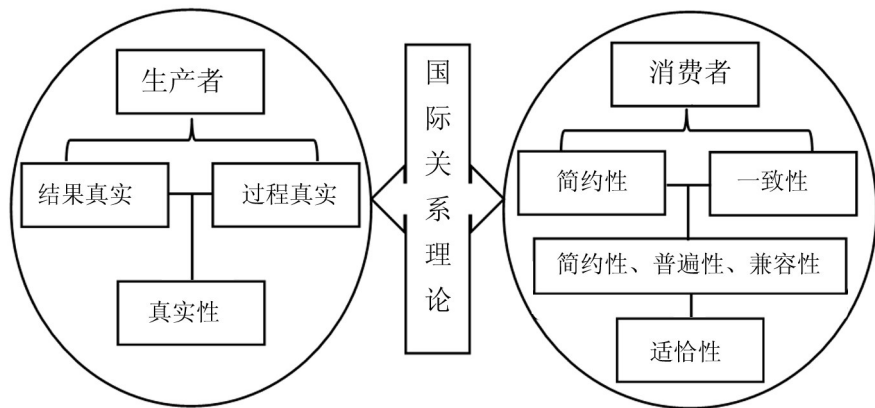 生产者
结果真实
过程真实
真实性
国际关系理论
消费者
简约性
一致性
简约性、普遍性、兼容性
适恰性